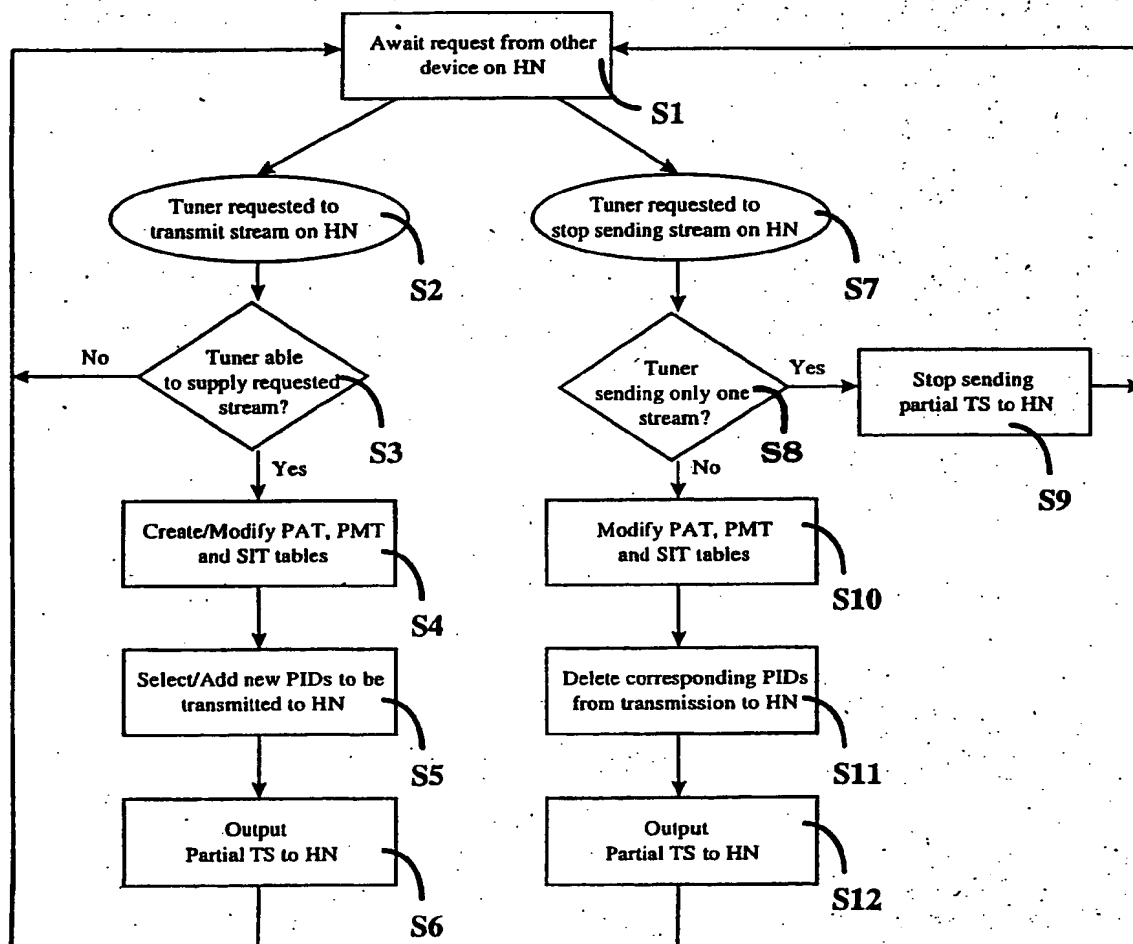 Await request from other
device on HN
S1
Tuner requested to
transmit stream on HN
S2
Tuner requested to
stop sending stream on HN
S7
No
Tuner able
to supply requested
stream?
S3
Yes
Tuner
sending only one
stream?
S8
Yes
No
Stop sending
partial TS to HN
S9
Create/Modify PAT, PMT
and SIT tables
S4
Modify PAT, PMT
and SIT tables
S10
Select/Add new PIDs to be
transmitted to HN
S5
Delete corresponding PIDs
from transmission to HN
S11
Output
Partial TS to HN
S6
Output
Partial TS to HN
S12